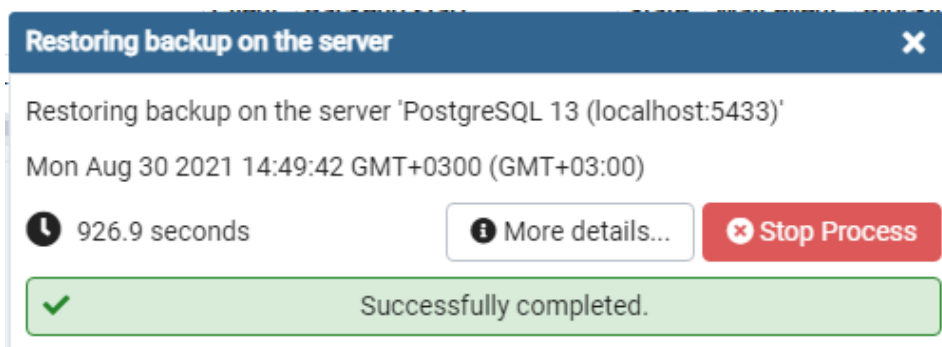 Restoring backup on the server
Restoring backup on the server 'PostgreSQL 13 (localhost:5433)'
Mon Aug 30 2021 14:49:42 GMT+0300 (GMT+03:00)
926.9 seconds
More details...
Stop Process
Successfully completed.